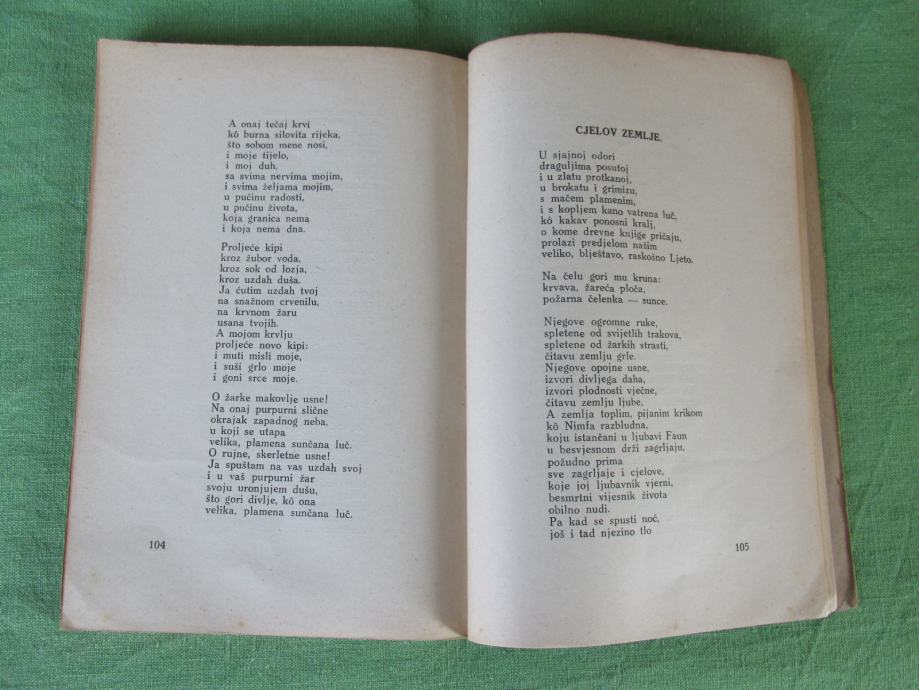 A onaj tečaj krvi
kô burna silovita rijeka,
što sobom mene nosi,
i moje tijelo,
i moj duh,
sa svima nervima mojim,
i svima željama mojim,
u pučinu radosti,
u pučinu života,
koja granica nema
i koja nema dna.
Proljeće kipi
kroz žubor voda,
kroz sok od lozja,
kroz uzdah duša.
Ja ćutim uzdah tvoj
na snažnom crvenilu,
na krvnom žaru
usana tvojih.
A mojom krvlju
proljeće novo kipi:
i muti misli moje,
i suši grlo moje
i goni srce moje.
O žarke makovlje usne!
Na onaj purpurni slične
okrajak zapadnog neba.
u koji se utapa
velika, plamena sunčana luč.
O rujne, skerletne usne!
Ja spuštam na vas uzdah svoj
i u vaš purpurni žar
svoju uronjujem dušu,
što gori divlje, kô ona
velika, plamena sunčana luč.
104
CJELOV ZEMLJE.
U sjajnoj odori
draguljima posutoj
i u zlatu protkanoj,
u brokatu i grimizu,
s mačem plamenim,
i s kopljem kano vatrena luč,
kô kakav ponosni kralj,
o kome drevne knjige pričaju,
prolazi predjelom našim
veliko, blještavo, raskošno Ljeto.
Na čelu gori mu kruna:
krvava, žareća ploča,
požarna čelenka — sunce.
Njegove ogromne ruke,
spletene od svijetlih trakova,
spletene od žarkih strasti,
čitavu zemlju grle.
Njegove opojne usne,
izvori divljega daha,
izvori plodnosti vječne,
čitavu zemlju ljube.
A zemlja toplim, pijanim krikom
kô Nimfa razbludna,
koju istančani u ljubavi Faun
u besvjesnom drži zagrljaju,
požudno prima
sve zagrljaje i cjelove,
koje joj ljubavnik vjerni,
besmrtni vijesnik života
obilno nudi.
Pa kad se spusti noć,
još i tad njezino tlo
105